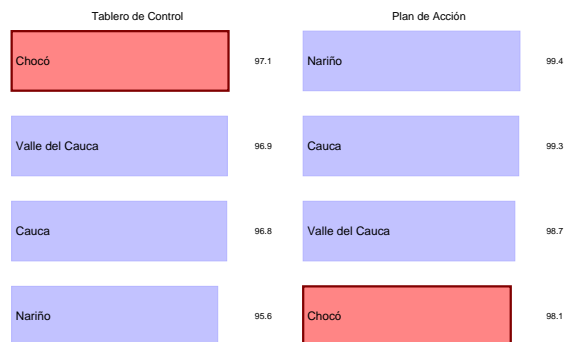 Tablero de Control
Plan de Acción
Chocó 97.1
Nariño 99.4
Valle del Cauca 96.9
Cauca 99.3
Cauca 96.8
Valle del Cauca 98.7
Nariño 95.6
Chocó 98.1